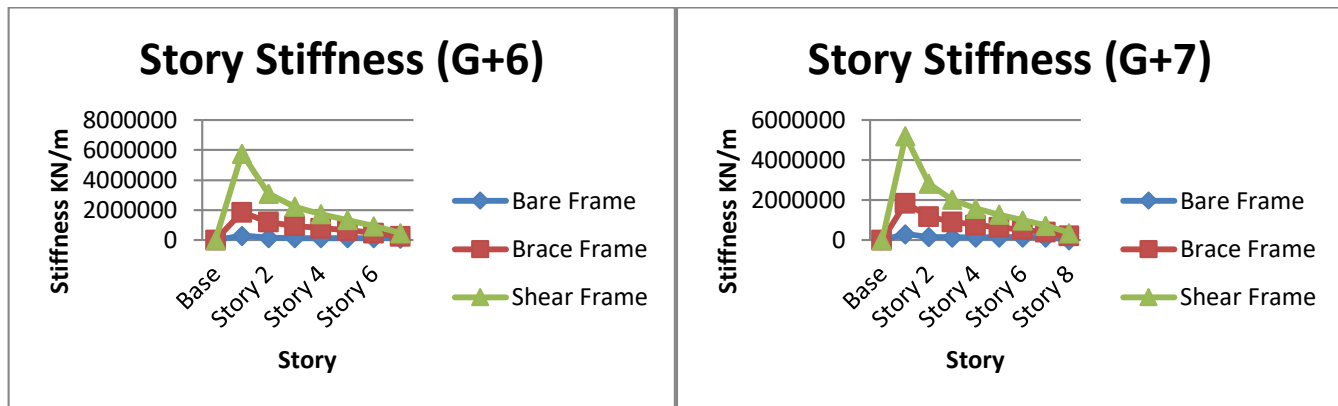 Story Stiffness (G+6)
Stiffness KN/m
8000000
6000000
4000000
2000000
0
Base
Story 2
Story 4
Story 6
Story
Bare Frame
Brace Frame
Shear Frame
Story Stiffness (G+7)
Stiffness KN/m
6000000
4000000
2000000
0
Base
Story 2
Story 4
Story 6
Story 8
Story
Bare Frame
Brace Frame
Shear Frame